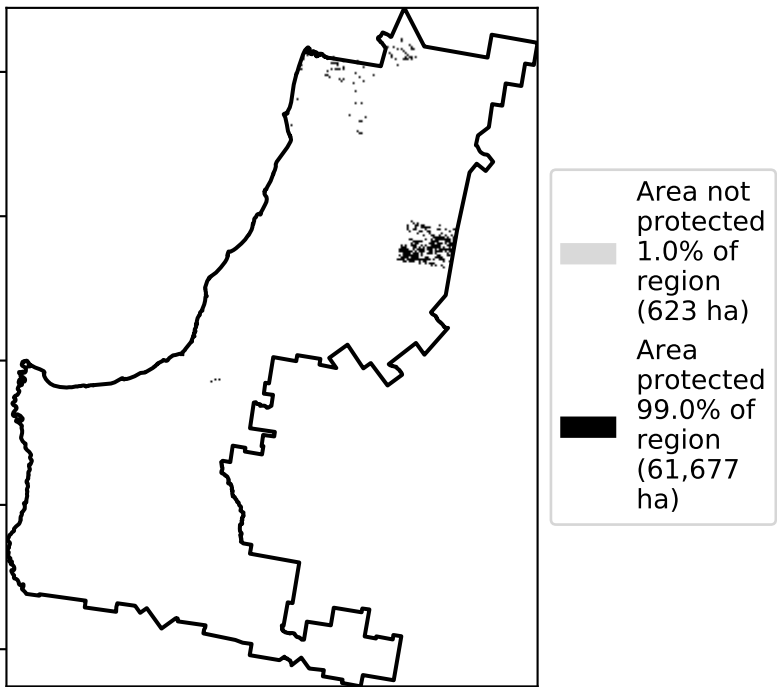 Area not
protected
1.0% of
region
(623 ha)
Area
protected
99.0% of
region
(61,677
ha)